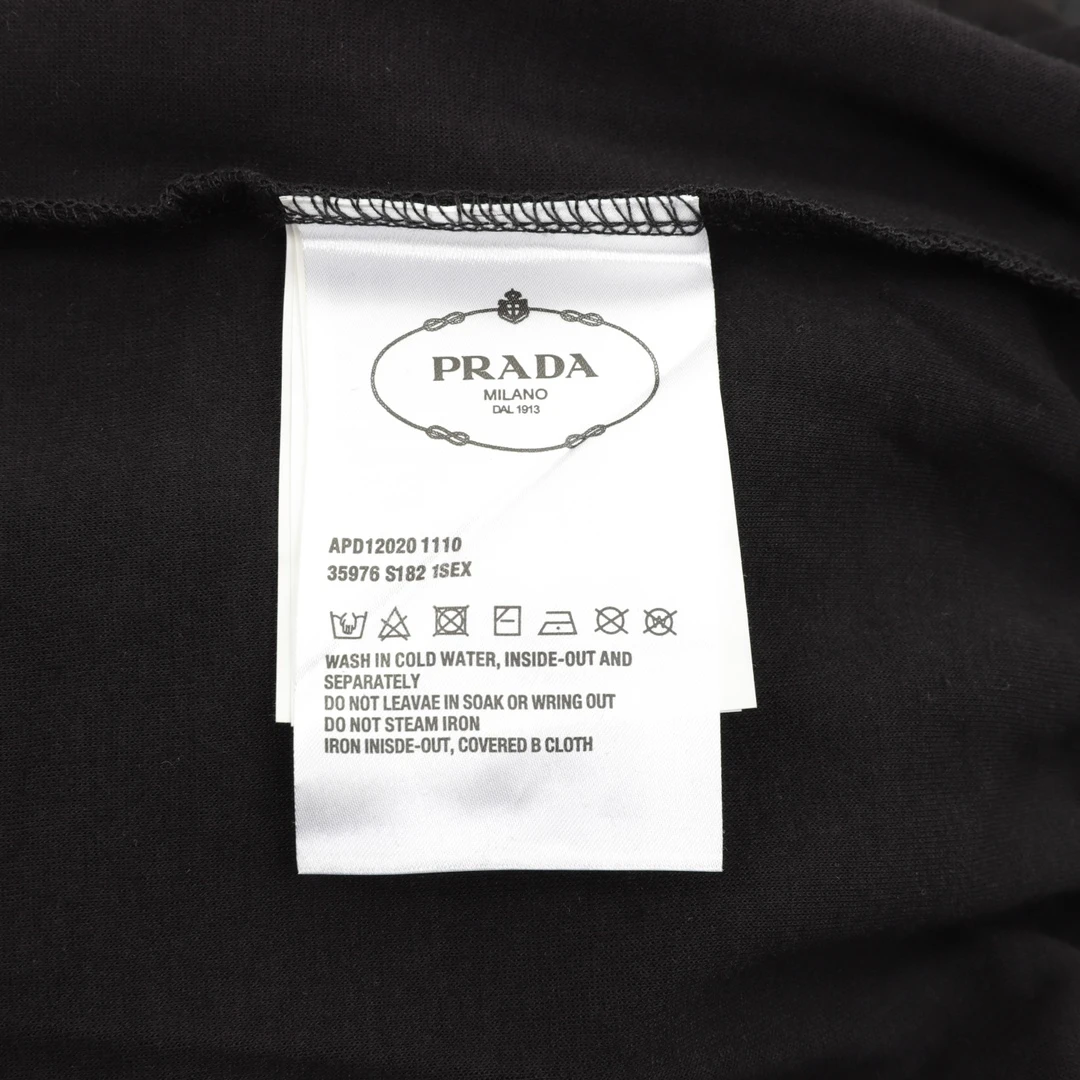 PRADA
MILANO
DAL 1913
APD12020 1110
35976 S182 1SEX
WASH IN COLD WATER, INSIDE-OUT AND
SEPARATELY
DO NOT LEAVAE IN SOAK OR WRING OUT
DO NOT STEAM IRON
IRON INISDE-OUT, COVERED B CLOTH